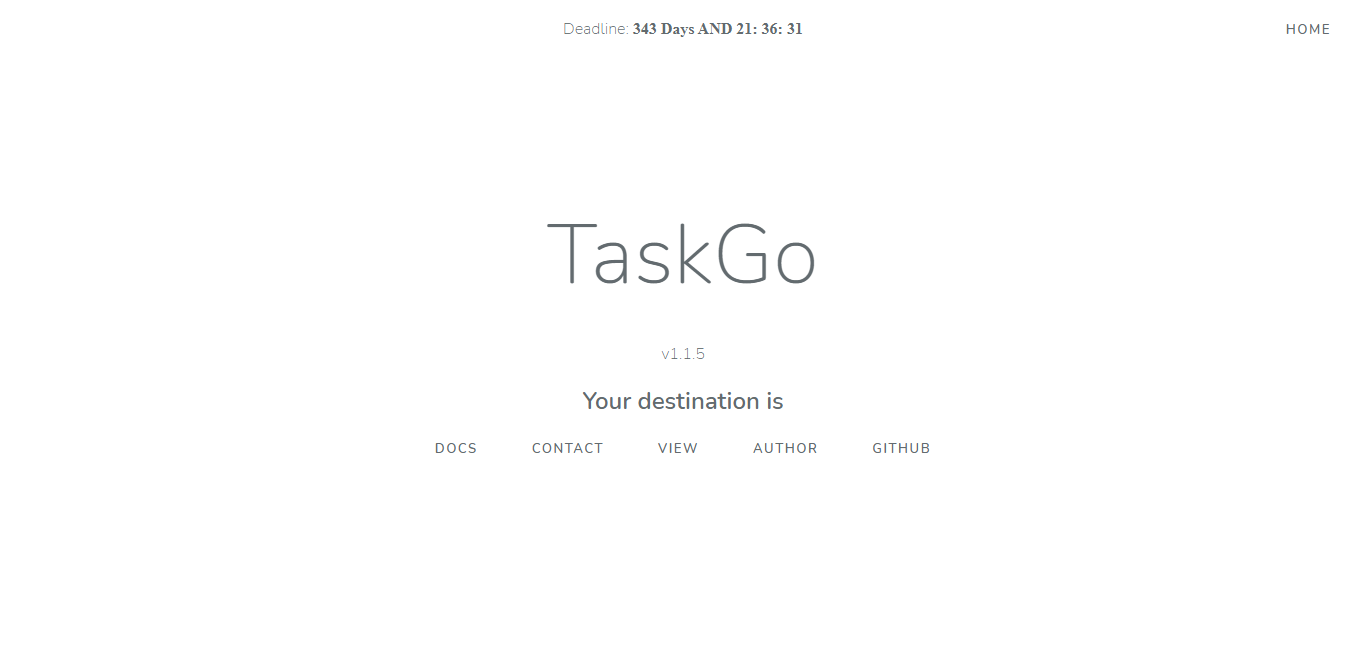 Deadline: 343 Days AND 21: 36: 31
HOME
TaskGo
v1.1.5
Your destination is
DOCS CONTACT VIEW AUTHOR GITHUB